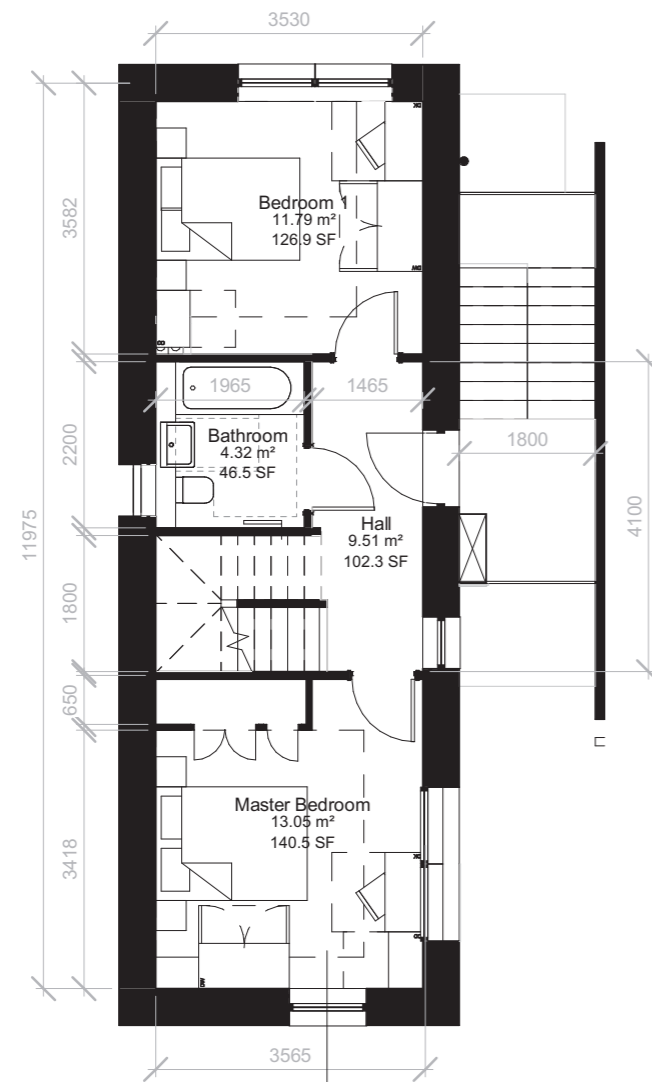 3530
3582
Bedroom 1
11.79 m²
126.9 SF
1965
1465
2200
Bathroom
4.32 m²
46.5 SF
1800
Hall
9.51 m²
102.3 SF
4100
11975
1800
650
Master Bedroom
13.05 m²
140.5 SF
3418
3565